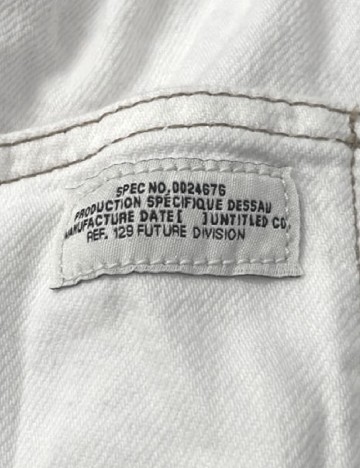 SPEC NO. 0024676
PRODUCTION SPÉCIFIQUE DESSAU
MANUFACTURE DATE[ ]UNTITLED CO.
REF. 129 FUTURE DIVISION